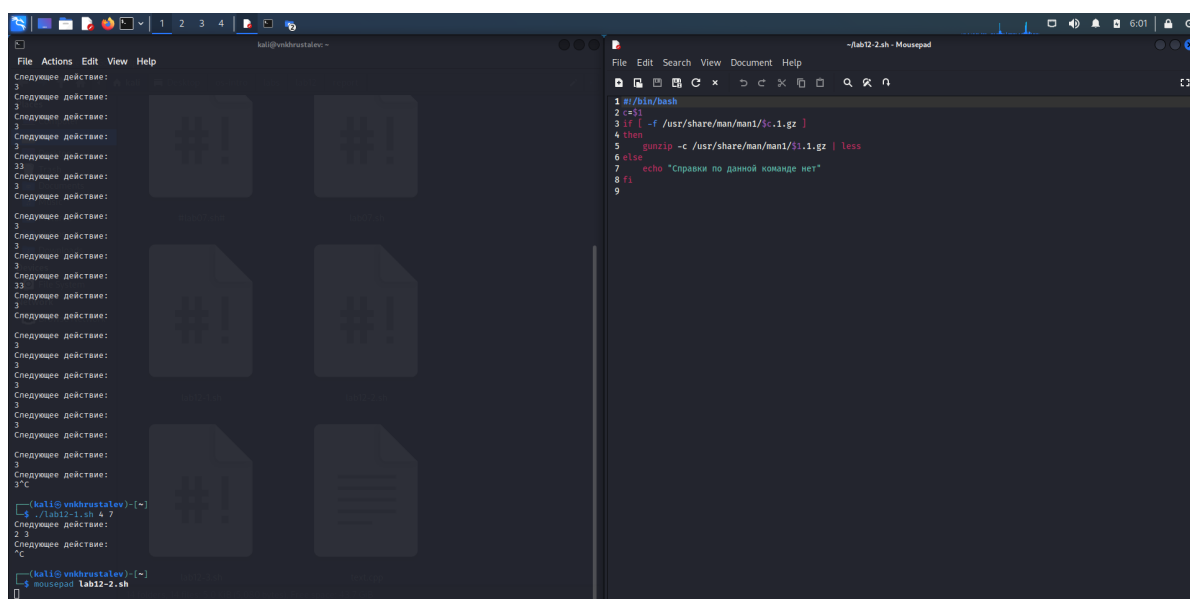 1 2 3 4
6:01
kali@vnkhrustalev: ~
File Actions Edit View Help
Следующее действие:
3
Следующее действие:
3
Следующее действие:
3
Следующее действие:
3
Следующее действие:
33
Следующее действие:
3
Следующее действие:
Следующее действие:
3
Следующее действие:
3
Следующее действие:
3
Следующее действие:
33
Следующее действие:
3
Следующее действие:
Следующее действие:
3
Следующее действие:
3
Следующее действие:
3
Следующее действие:
3
Следующее действие:
3
Следующее действие:
Следующее действие:
3
Следующее действие:
3^C
┌──(kali㉿vnkhrustalev)-[~]
└─$ ./lab12-1.sh 4 7
Следующее действие:
2 3
Следующее действие:
^C
┌──(kali㉿vnkhrustalev)-[~]
└─$ mousepad lab12-2.sh
~/lab12-2.sh - Mousepad
File Edit Search View Document Help
1 #!/bin/bash
2 c=$1
3 if [ -f /usr/share/man/man1/$c.1.gz ]
4 then
5     gunzip -c /usr/share/man/man1/$1.1.gz | less
6 else
7     echo "Справки по данной команде нет"
8 fi
9